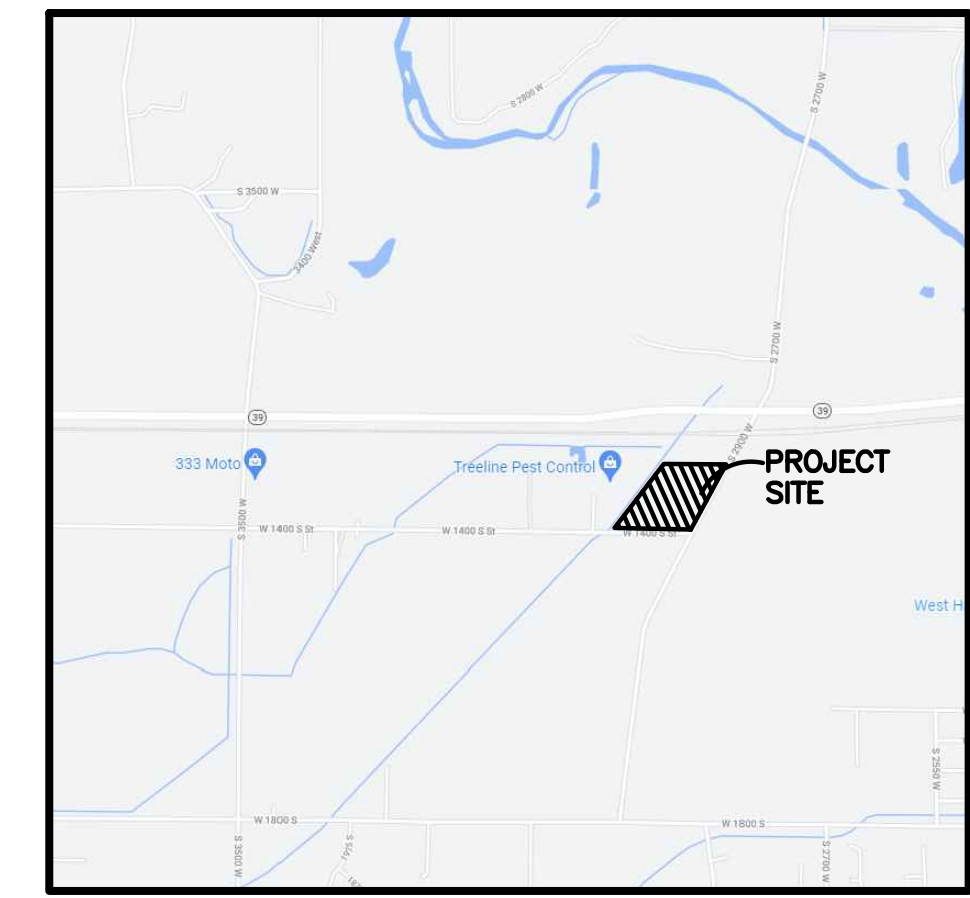 S 2800 W
S 2700 W
S 3500 W
3400 West
S 2700 W
39
39
S 2900 W
333 Moto
Treeline Pest Control
PROJECT
SITE
S 3500 W
W 1400 S St
W 1400 S St
W 1400 S St
West H
S 2550 W
W 1800 S
W 1800 S
S 3500 W
1975 S
S 2700 W